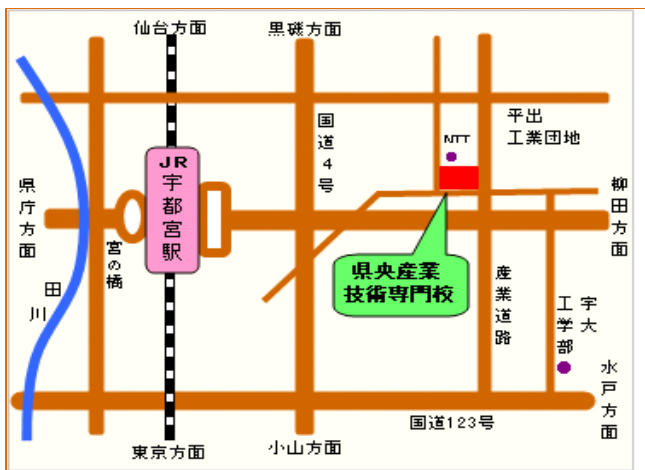 仙台方面
黒磯方面
国道4号
NTT
平出
工業団地
JR
宇都宮駅
県庁方面
柳田方面
宮の橋
田川
県央産業
技術専門校
産業道路
宇大
工学部
水戸方面
国道123号
東京方面
小山方面